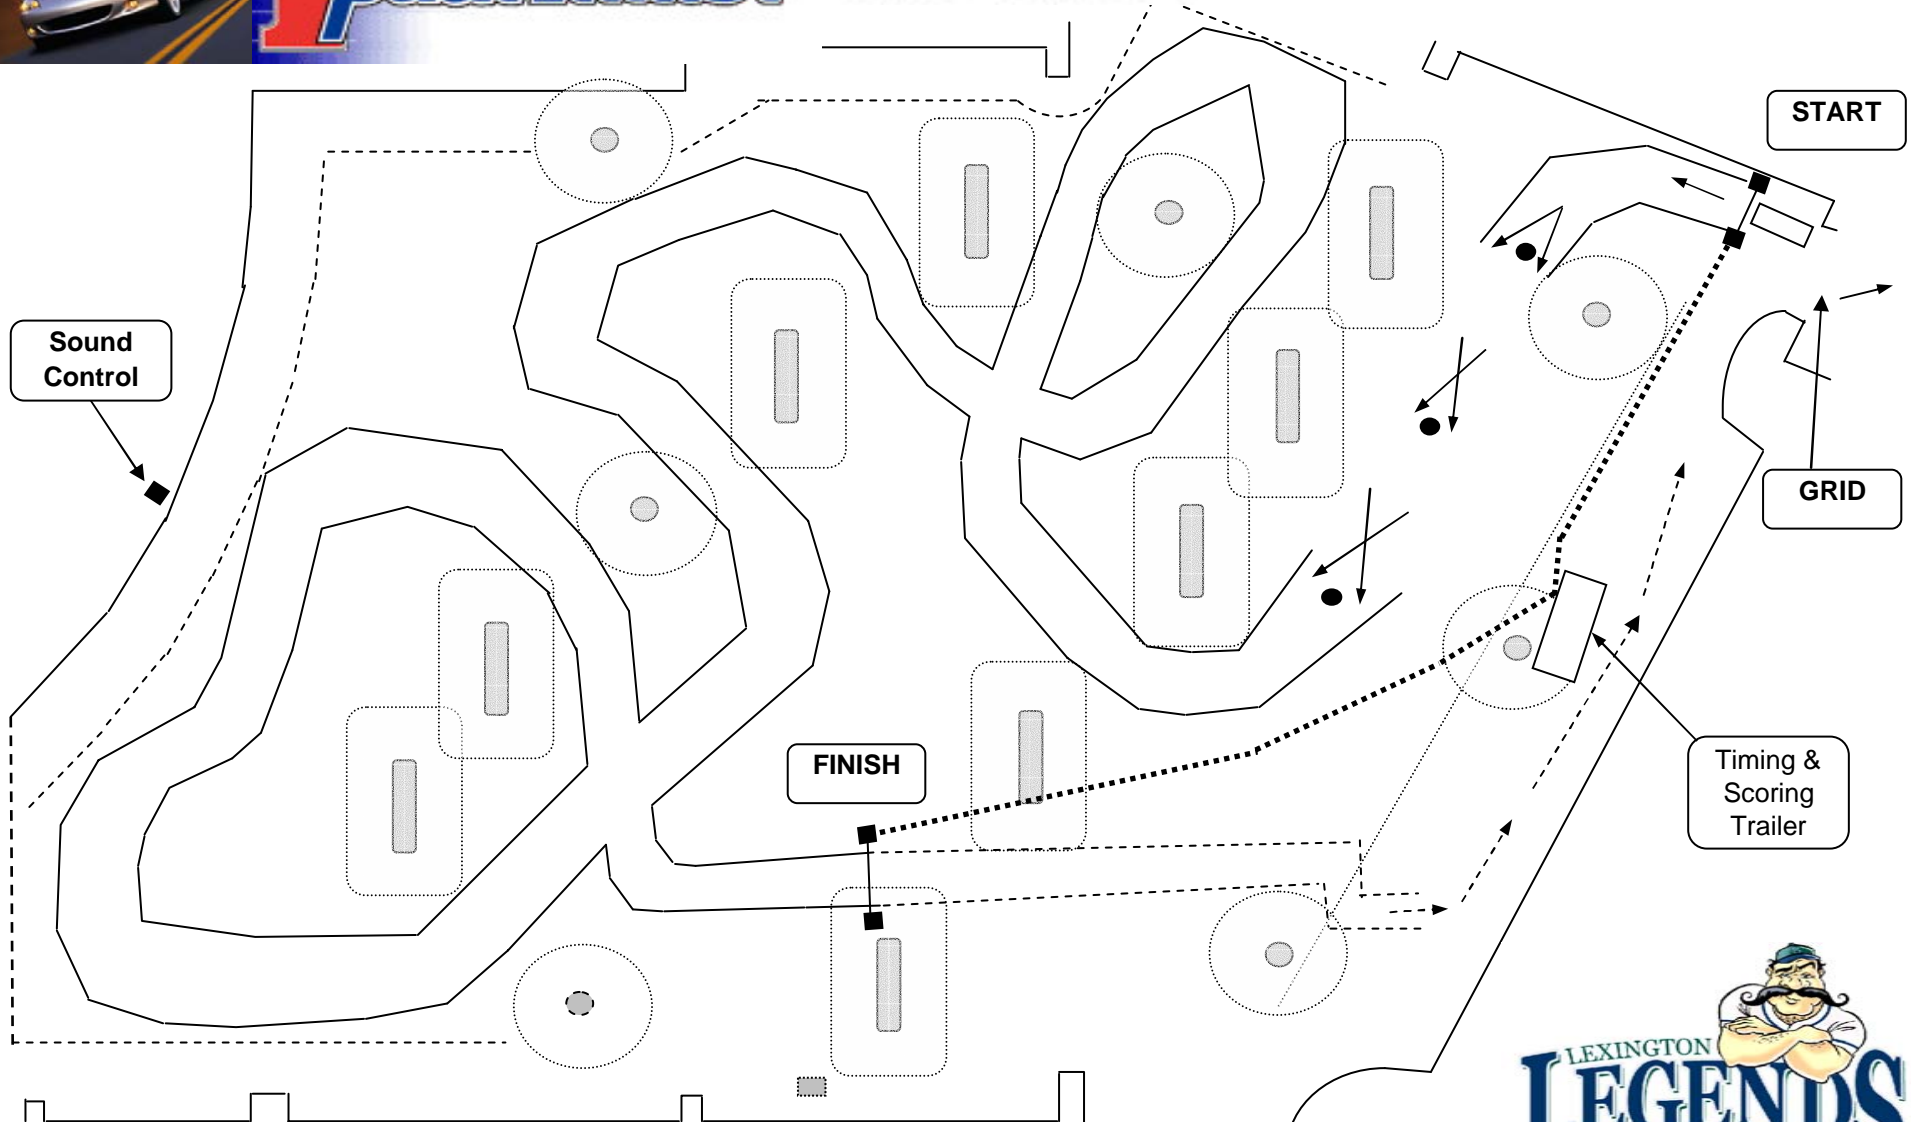 START
Sound
Control
GRID
FINISH
Timing &
Scoring
Trailer
LEXINGTON
LEGENDS